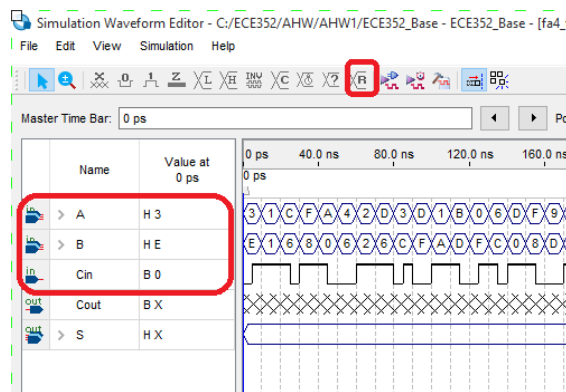 Simulation Waveform Editor - C:/ECE352/AHW/AHW1/ECE352_Base - ECE352_Base - [fa4_
File Edit View Simulation Help
Master Time Bar: 0 ps
Name Value at 0 ps
0 ps 40.0 ns 80.0 ns 120.0 ns 160.0 ns
0 ps
A H 3 3 1 C F A 4 2 D 3 D 1 B 0 6 D F 9
B H E E 1 6 8 0 6 2 6 C F A D F C 0 8 D
Cin B 0
Cout B X
S H X